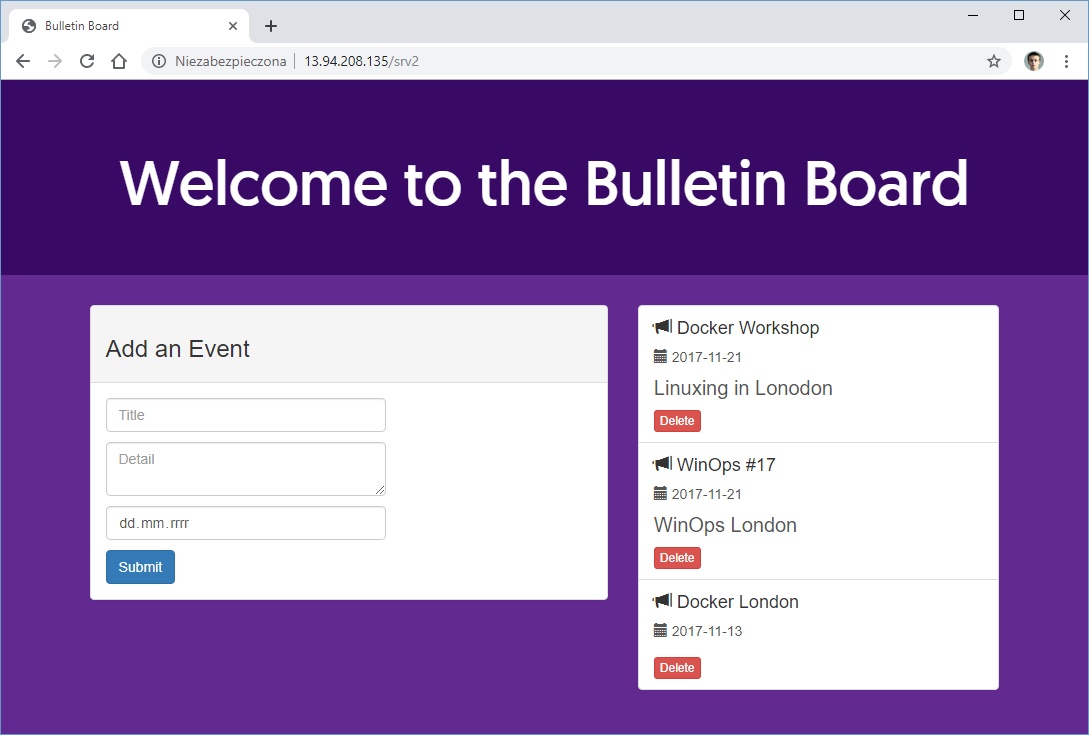 Bulletin Board
Niezabezpieczona | 13.94.208.135/srv2
Welcome to the Bulletin Board
Add an Event
Title
Detail
dd.mm.rrrr
Submit
Docker Workshop
2017-11-21
Linuxing in Lonodon
Delete
WinOps #17
2017-11-21
WinOps London
Delete
Docker London
2017-11-13
Delete